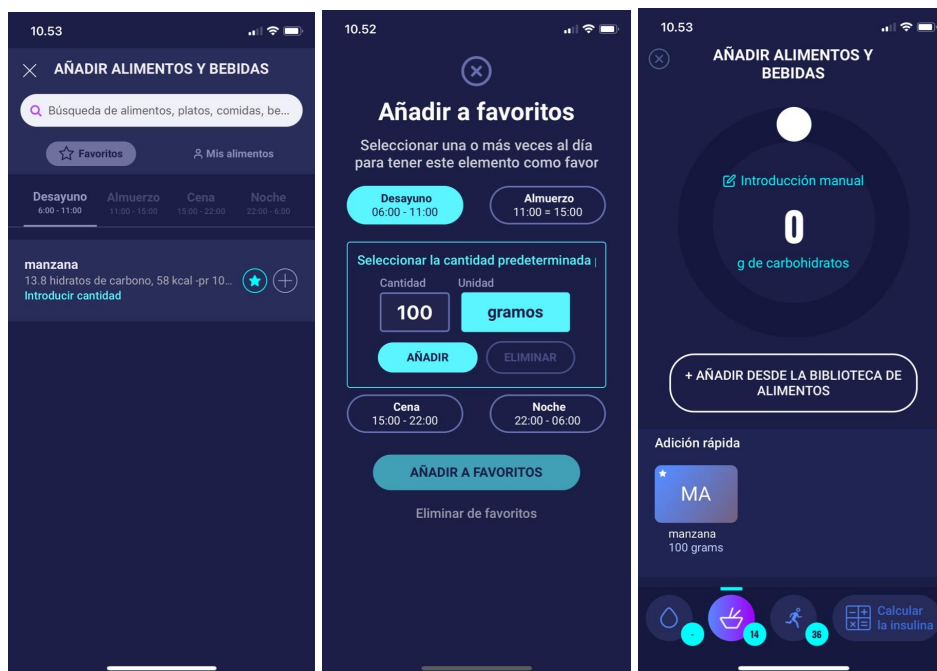 10.53
AÑADIR ALIMENTOS Y BEBIDAS
Búsqueda de alimentos, platos, comidas, be...
Favoritos
Mis alimentos
Desayuno
6:00 - 11:00
Almuerzo
11:00 - 15:00
Cena
15:00 - 22:00
Noche
22:00 - 6:00
manzana
13.8 hidratos de carbono, 58 kcal -pr 10...
Introducir cantidad
10.52
Añadir a favoritos
Seleccionar una o más veces al día
para tener este elemento como favor
Desayuno
06:00 - 11:00
Almuerzo
11:00 = 15:00
Seleccionar la cantidad predeterminada
Cantidad
Unidad
100
gramos
AÑADIR
ELIMINAR
Cena
15:00 - 22:00
Noche
22:00 - 06:00
AÑADIR A FAVORITOS
Eliminar de favoritos
10.53
AÑADIR ALIMENTOS Y
BEBIDAS
Introducción manual
0
g de carbohidratos
+ AÑADIR DESDE LA BIBLIOTECA DE
ALIMENTOS
Adición rápida
MA
manzana
100 grams
-
14
36
Calcular
la insulina